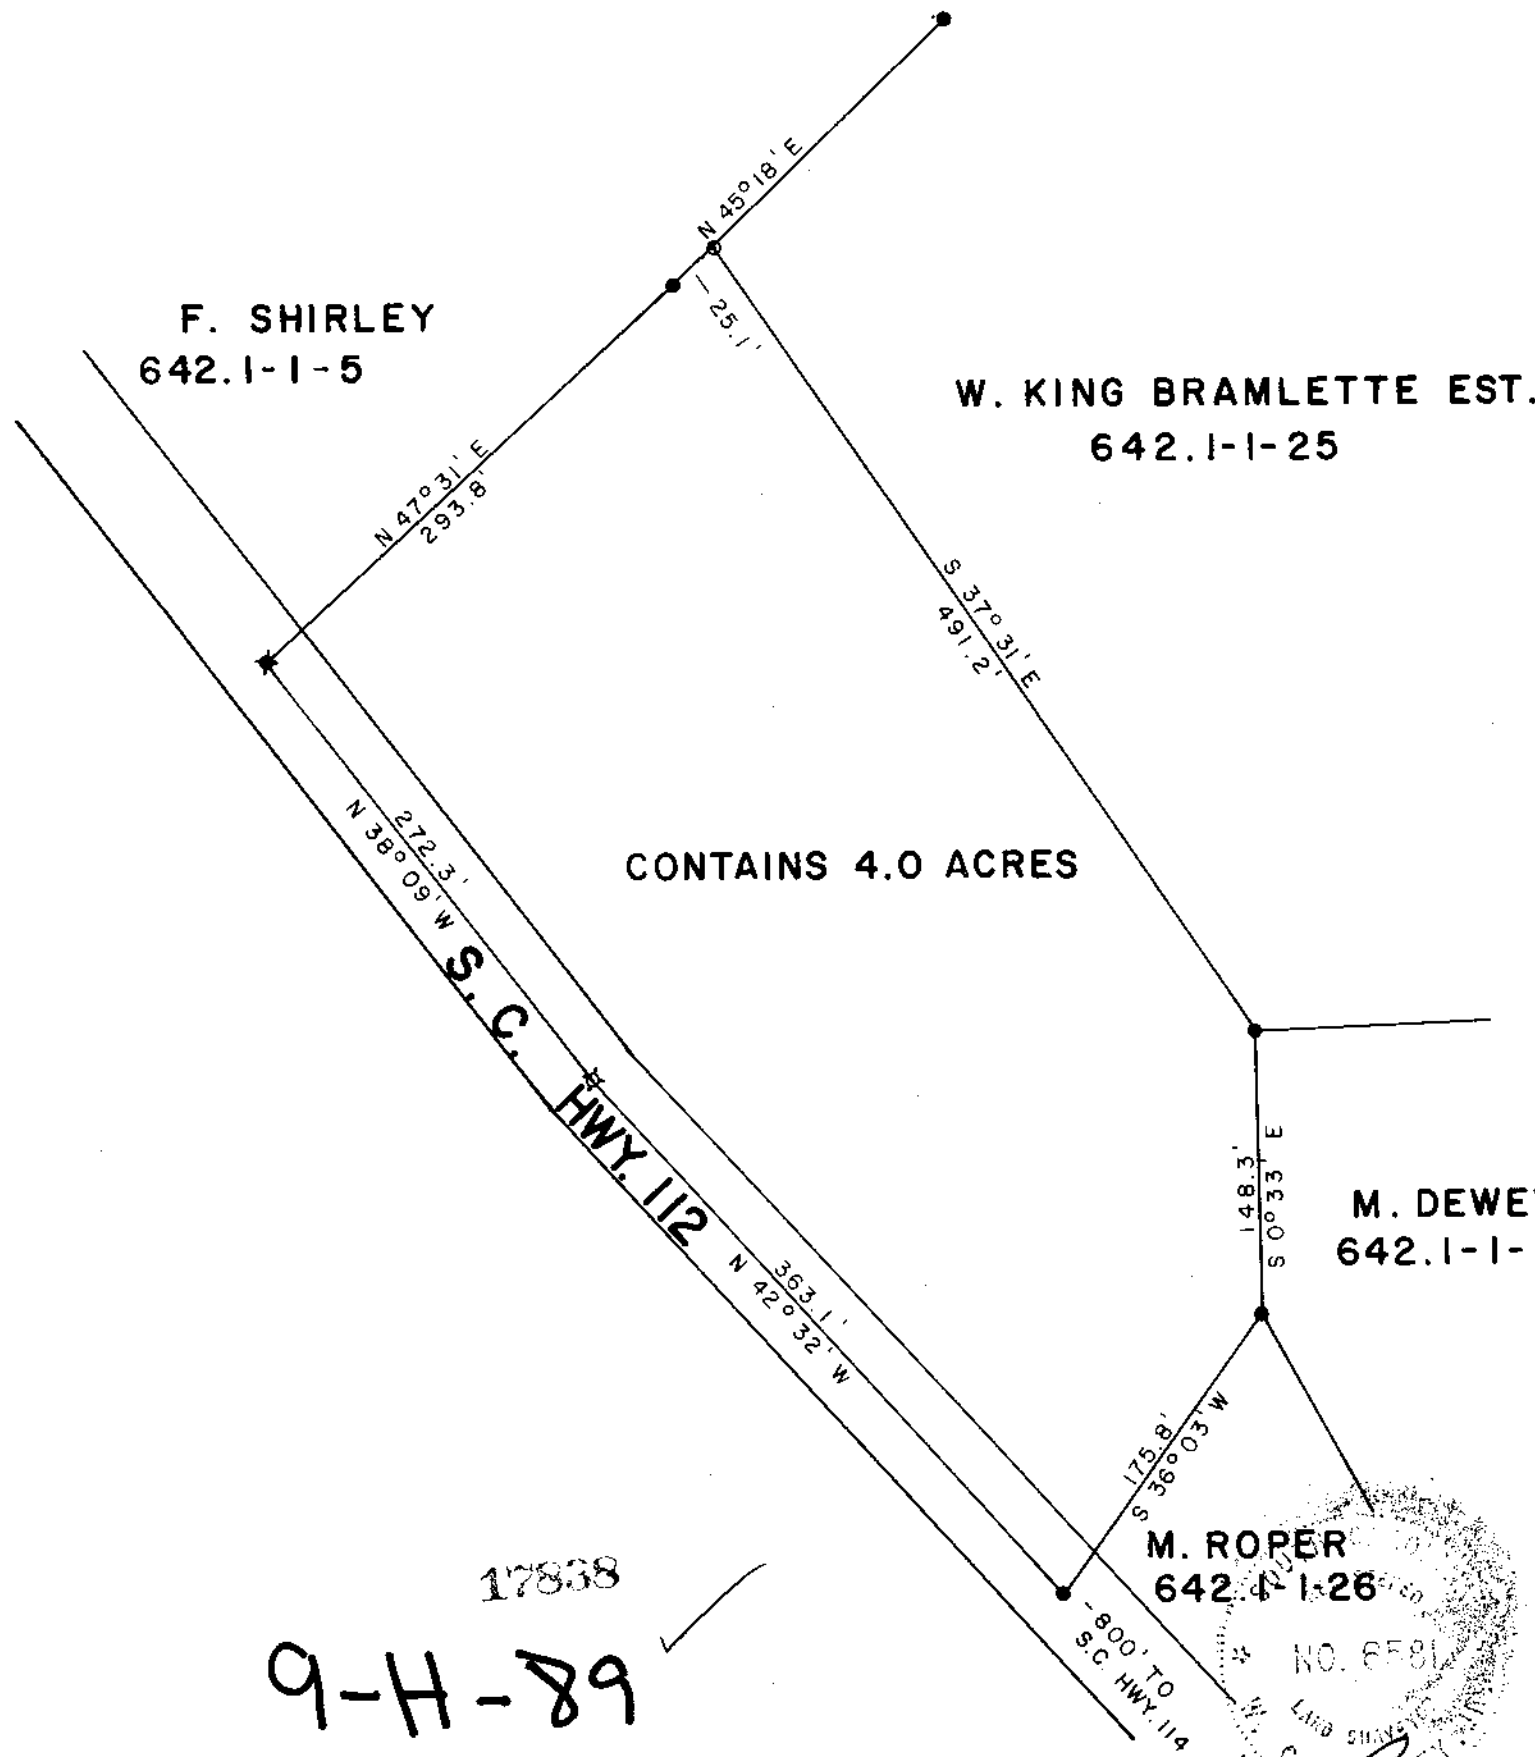 N 45°18' E
25.1'
F. SHIRLEY
642.1-1-5
W. KING BRAMLETTE EST.
642.1-1-25
N 47°31' E
293.8'
S 37°31' E
491.2'
272.3'
N 38°09' W
CONTAINS 4.0 ACRES
S. C. HWY. 112
148.3'
S 0°33' E
M. DEWE
642.1-1-
363.1'
N 42°32' W
175.8'
S 36°03' W
M. ROPER
642.1-1-26
17838
800' TO
S.C. HWY. 114
9-H-89
NO. 6581
LAND